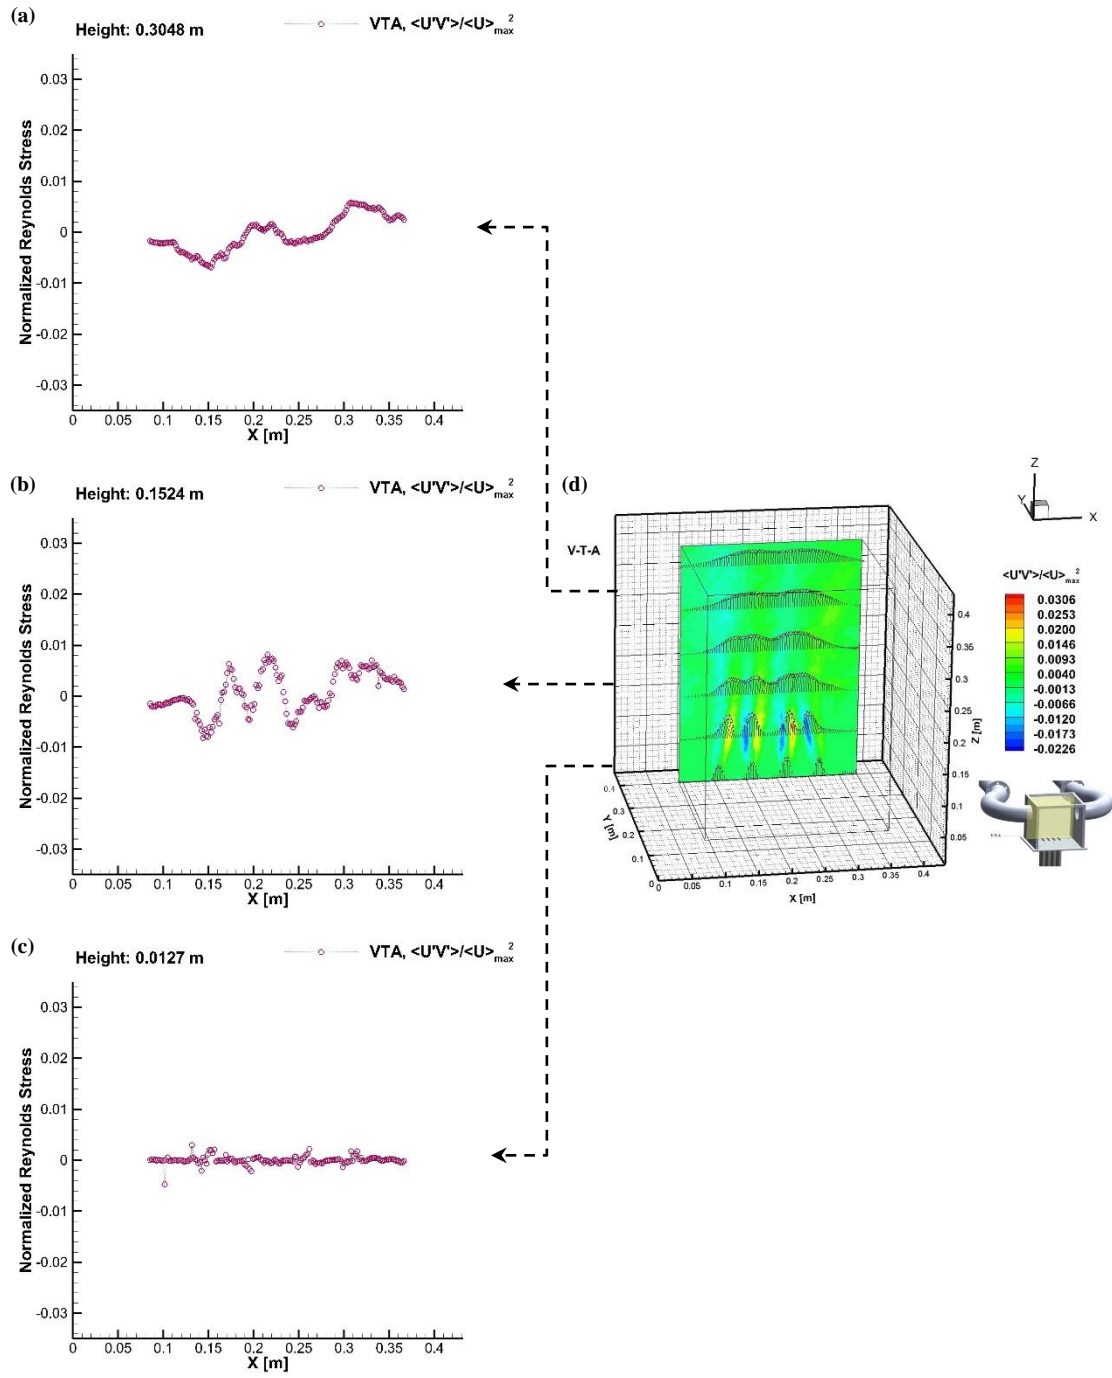 (a)
Height: 0.3048 m
VTA, <U'V'>/<U>max 2
Normalized Reynolds Stress
0.03
0.02
0.01
0
-0.01
-0.02
-0.03
0 0.05 0.1 0.15 0.2 0.25 0.3 0.35 0.4
X [m]
(b)
Height: 0.1524 m
VTA, <U'V'>/<U>max 2
Normalized Reynolds Stress
0.03
0.02
0.01
0
-0.01
-0.02
-0.03
0 0.05 0.1 0.15 0.2 0.25 0.3 0.35 0.4
X [m]
(c)
Height: 0.0127 m
VTA, <U'V'>/<U>max 2
Normalized Reynolds Stress
0.03
0.02
0.01
0
-0.01
-0.02
-0.03
0 0.05 0.1 0.15 0.2 0.25 0.3 0.35 0.4
X [m]
(d)
V-T-A
Z
Y
X
<U'V'>/<U>max 2
0.0306
0.0253
0.0200
0.0146
0.0093
0.0040
-0.0013
-0.0066
-0.0120
-0.0173
-0.0226
0.4
0.35
0.3
0.25
0.2
0.15
0.1
0.05
Z [m]
0.4
0.3
0.2
0.1
0
Y [m]
0 0.05 0.1 0.15 0.2 0.25 0.3 0.35 0.4
X [m]